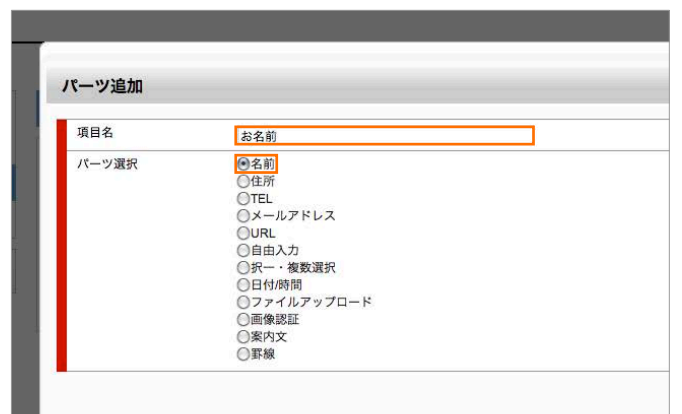 パーツ追加
項目名
お名前
パーツ選択
名前
住所
TEL
メールアドレス
URL
自由入力
択一・複数選択
日付/時間
ファイルアップロード
画像認証
案内文
罫線